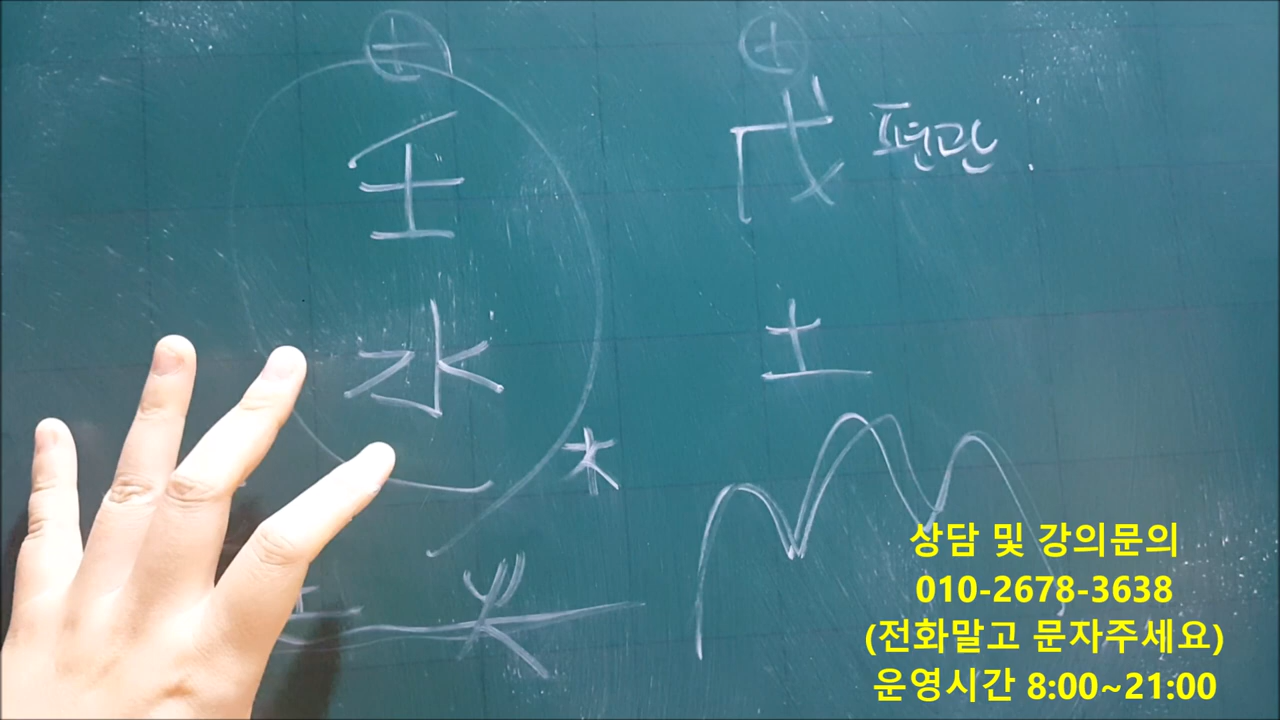 + +
壬 戊 편관.
水 土
상담 및 강의문의
010-2678-3638
(전화말고 문자주세요)
운영시간 8:00~21:00